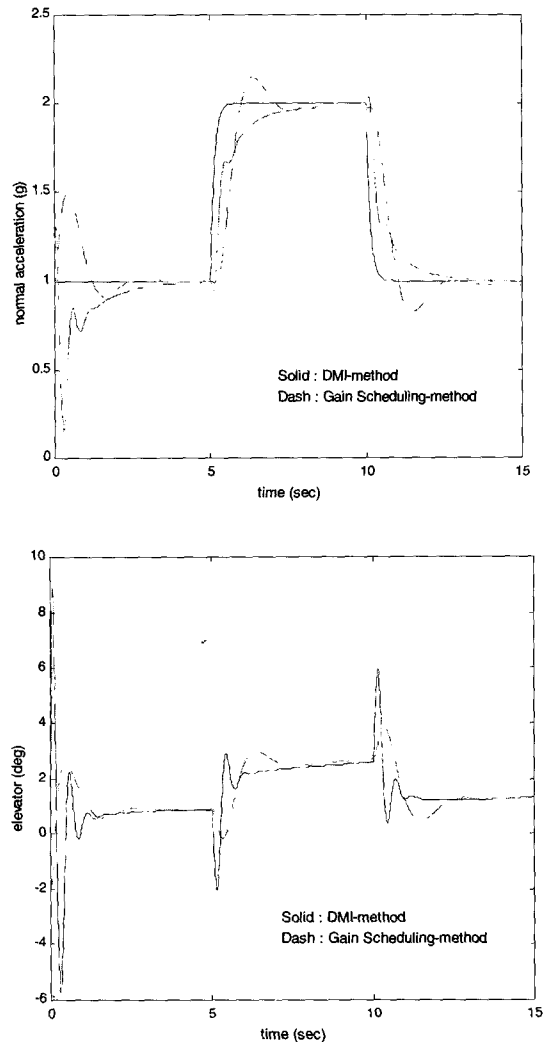 2.5
2
1.5
1
0.5
0
normal acceleration (g)
Solid : DMI-method
Dash : Gain Scheduling-method
0 5 10 15
time (sec)
10
8
6
4
2
0
-2
-4
-6
elevator (deg)
Solid : DMI-method
Dash : Gain Scheduling-method
0 5 10 15
time (sec)